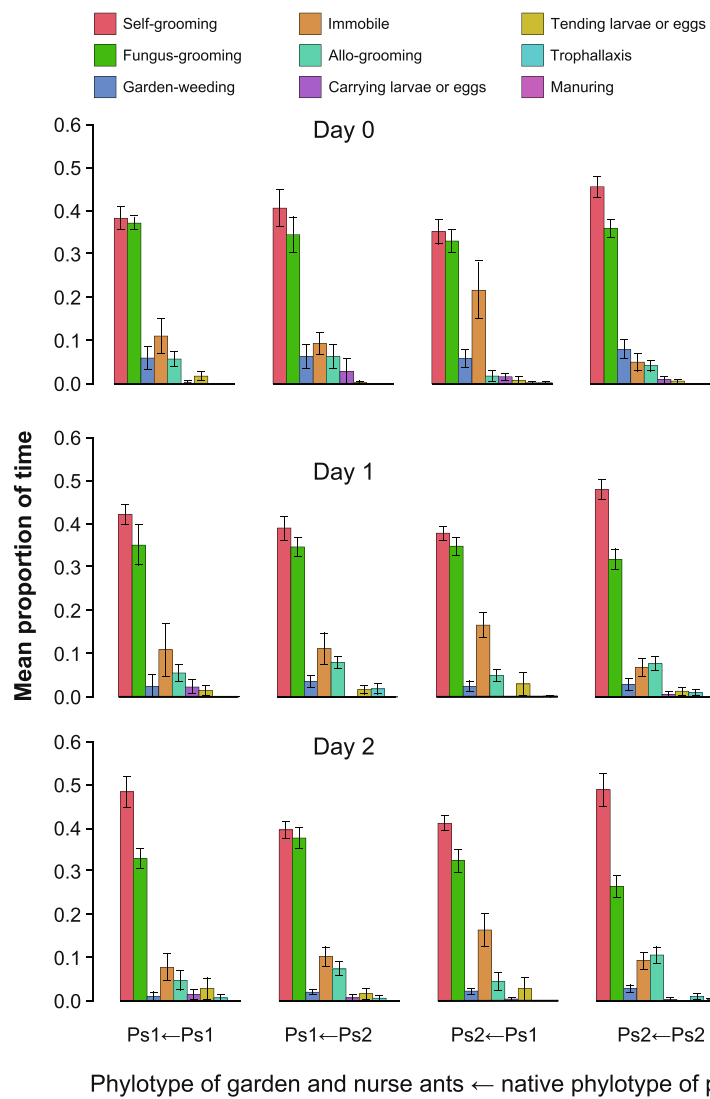 Self-grooming Immobile Tending larvae or eggs
Fungus-grooming Allo-grooming Trophallaxis
Garden-weeding Carrying larvae or eggs Manuring
Day 0
0.6
0.5
0.4
0.3
0.2
0.1
0.0
Mean proportion of time
Day 1
0.6
0.5
0.4
0.3
0.2
0.1
0.0
Day 2
0.6
0.5
0.4
0.3
0.2
0.1
0.0
Ps1←Ps1 Ps1←Ps2 Ps2←Ps1 Ps2←Ps2
Phylotype of garden and nurse ants ← native phylotype of